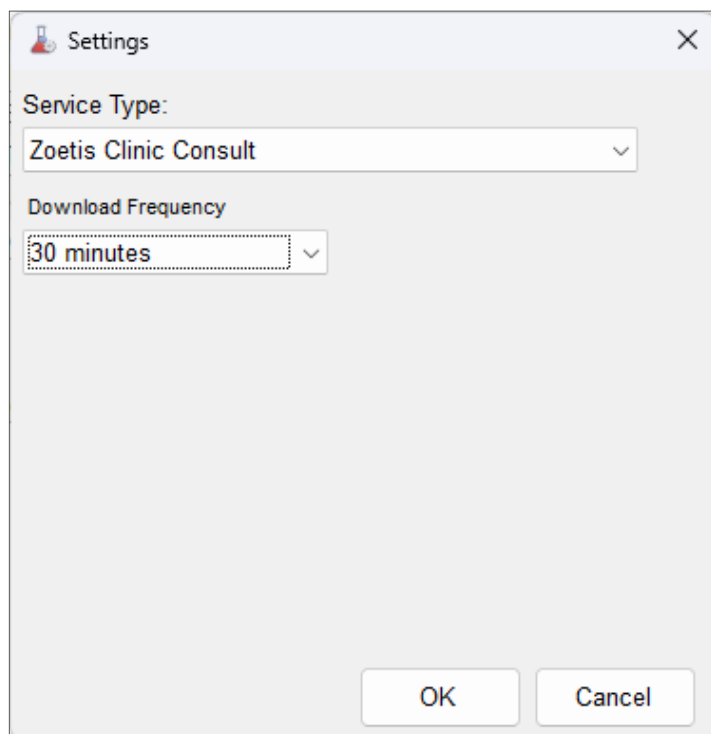 Settings
Service Type:
Zoetis Clinic Consult
Download Frequency
30 minutes
OK
Cancel